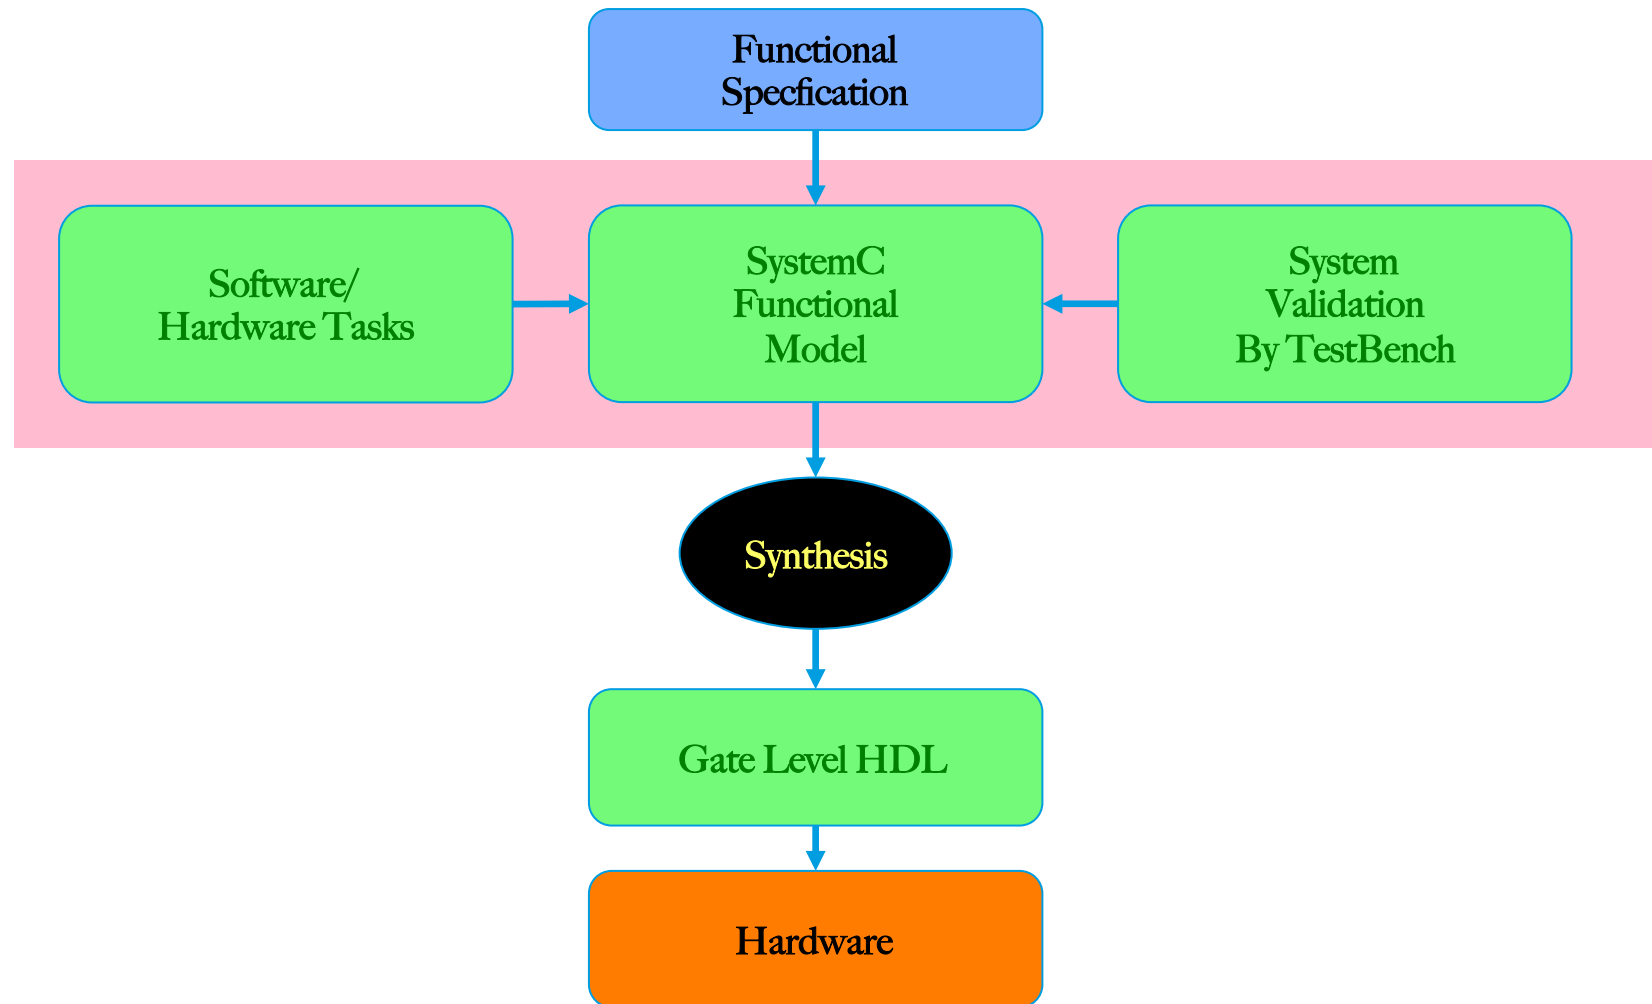 Functional
Specfication
Software/
Hardware Tasks
SystemC
Functional
Model
System
Validation
By TestBench
Synthesis
Gate Level HDL
Hardware